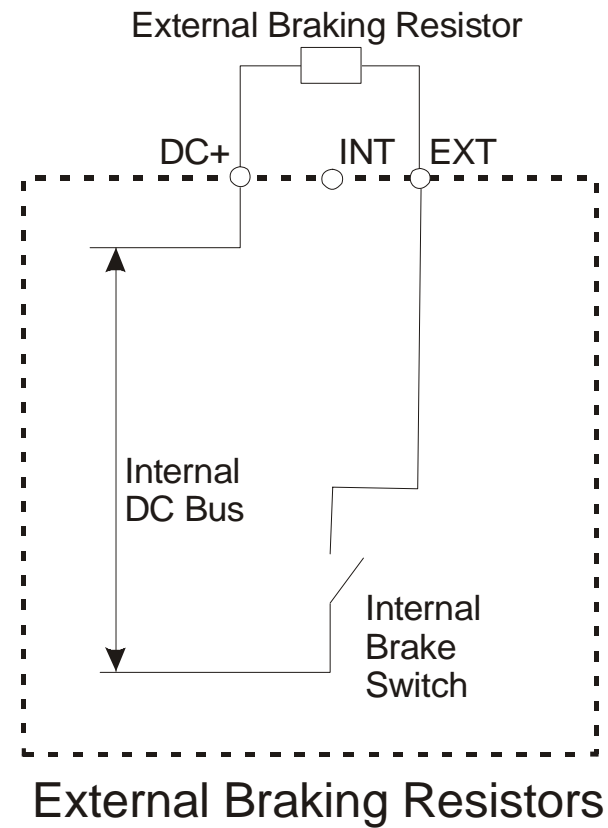 External Braking Resistor
DC+ INT EXT
Internal
DC Bus
Internal
Brake
Switch
External Braking Resistors